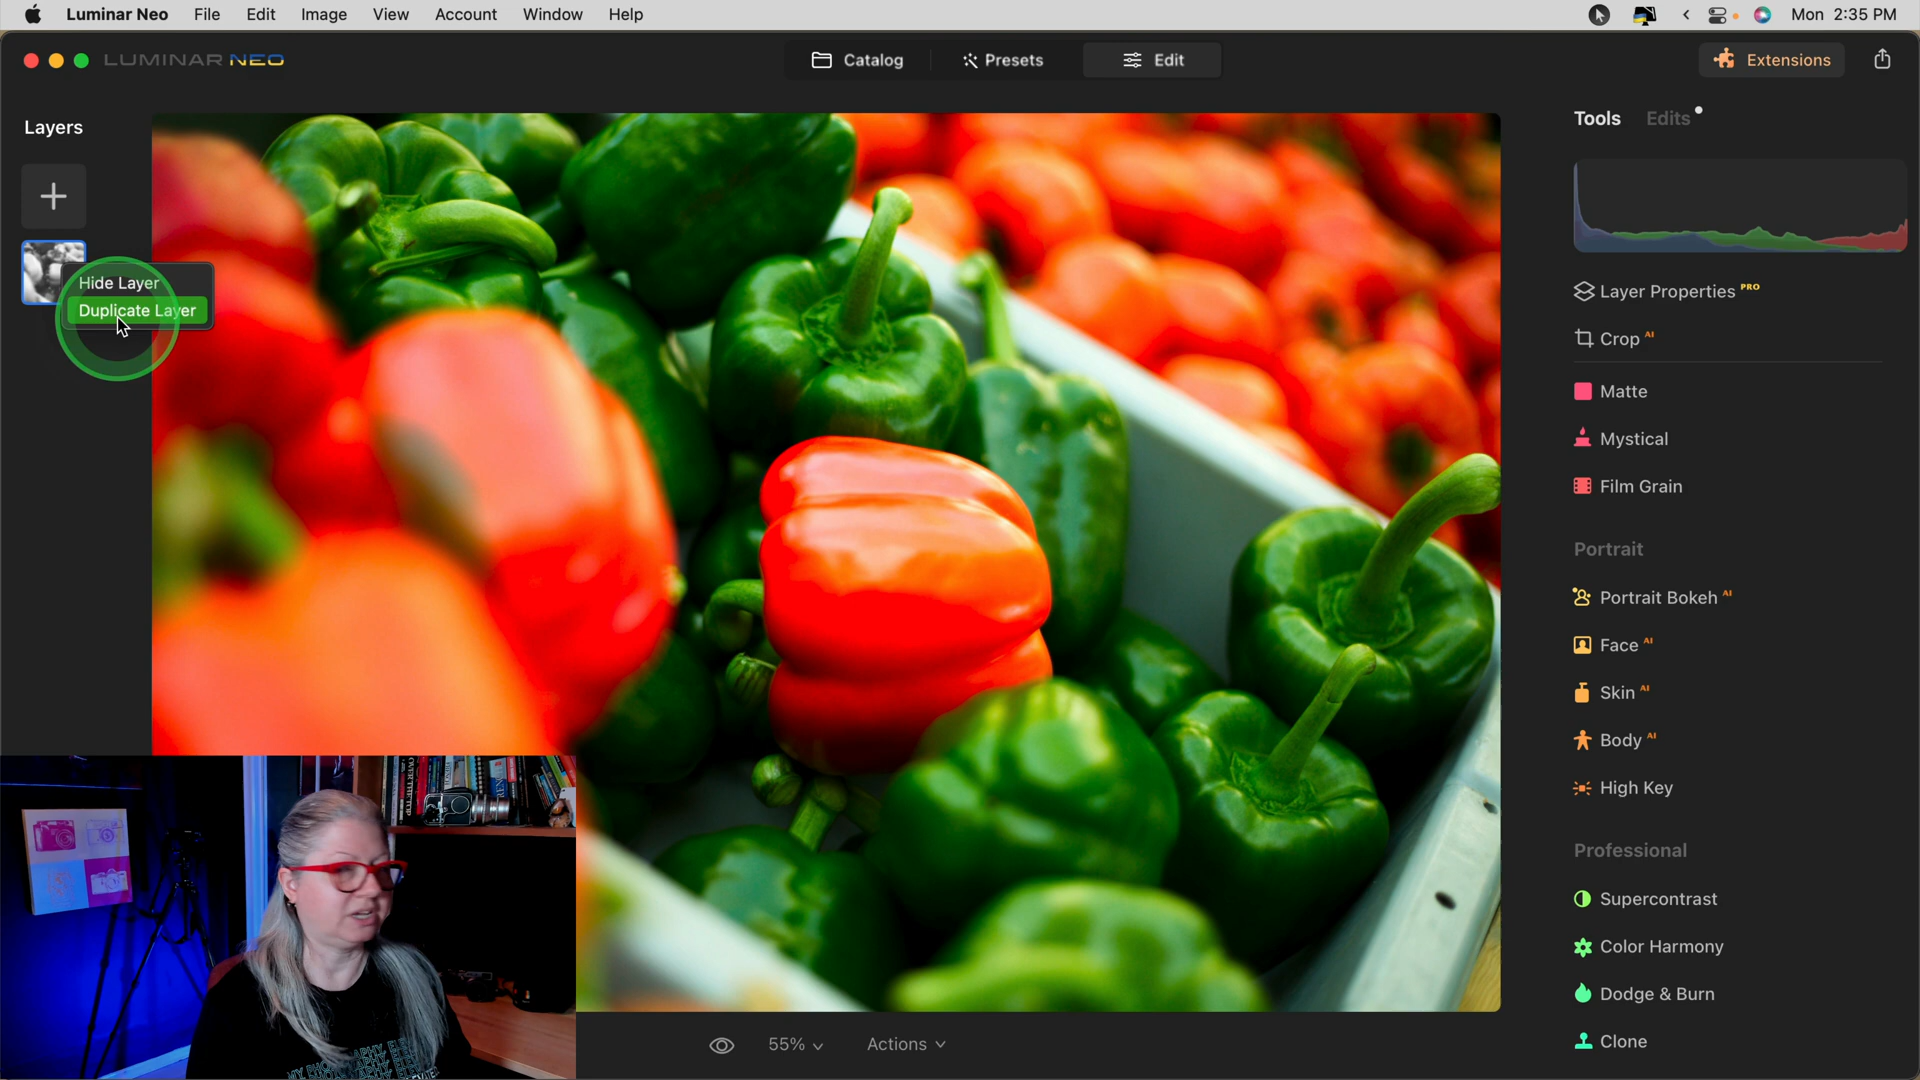 Luminar Neo File Edit Image View Account Window Help Mon 2:35 PM
LUMINAR NEO Catalog Presets Edit Extensions
Layers
Tools Edits
Hide Layer
Duplicate Layer
Layer Properties PRO
Crop AI
Matte
Mystical
Film Grain
Portrait
Portrait Bokeh AI
Face AI
Skin AI
Body AI
High Key
Professional
Supercontrast
Color Harmony
Dodge & Burn
Clone
55% Actions